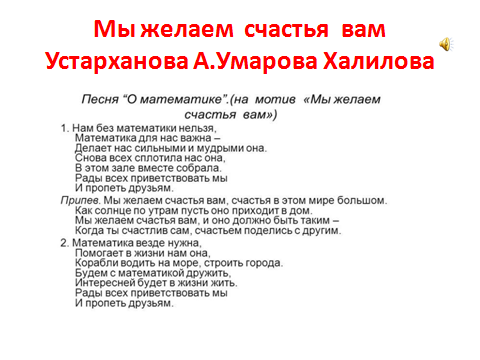 Мы желаем счастья вам
Устарханова А.Умарова Халилова
Песня “О математике”.(на мотив «Мы желаем
счастья вам»)
1. Нам без математики нельзя,
Математика для нас важна –
Делает нас сильными и мудрыми она.
Снова всех сплотила нас она,
В этом зале вместе собрала.
Рады всех приветствовать мы
И пропеть друзьям.
Припев. Мы желаем счастья вам, счастья в этом мире большом.
Как солнце по утрам пусть оно приходит в дом.
Мы желаем счастья вам, и оно должно быть таким –
Когда ты счастлив сам, счастьем поделись с другим.
2. Математика везде нужна,
Помогает в жизни нам она,
Корабли водить на море, строить города.
Будем с математикой дружить,
Интересней будет в жизни жить.
Рады всех приветствовать мы
И пропеть друзьям.